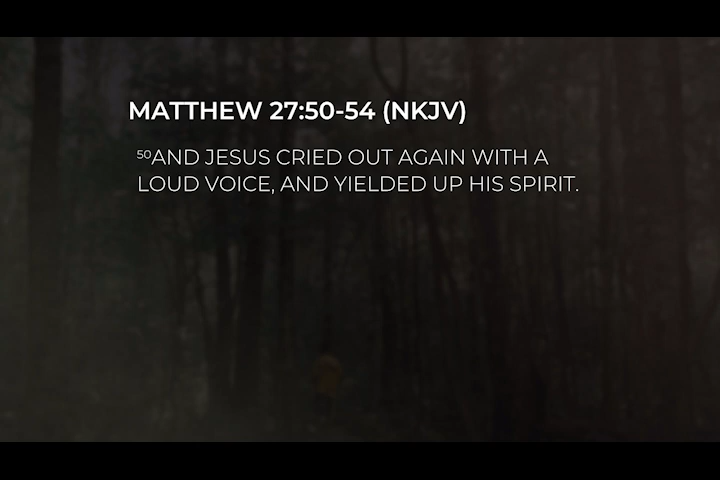 MATTHEW 27:50-54 (NKJV)
⁵⁰AND JESUS CRIED OUT AGAIN WITH A
LOUD VOICE, AND YIELDED UP HIS SPIRIT.